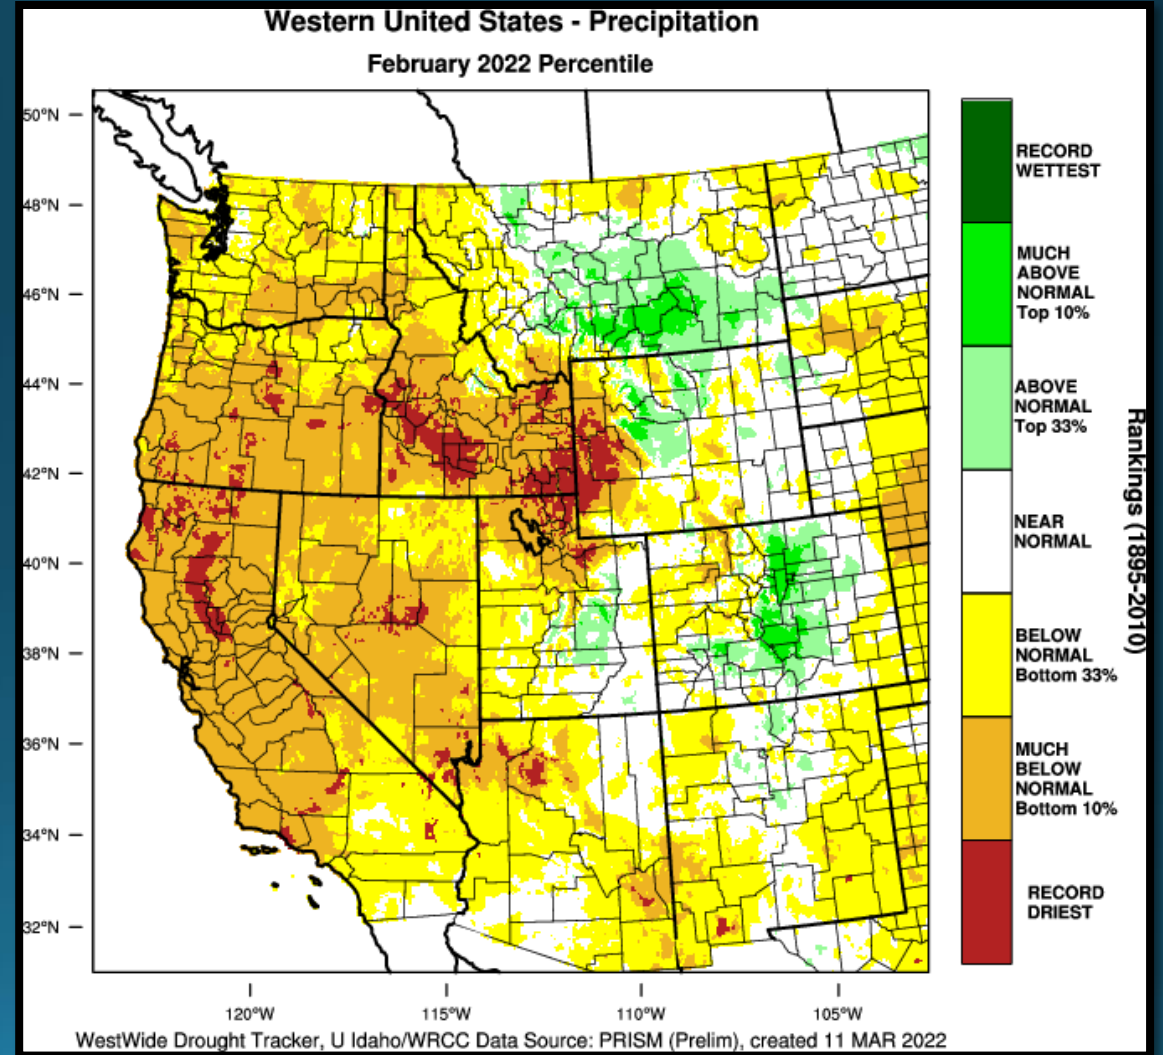 Western United States - Precipitation
February 2022 Percentile
50°N
48°N
46°N
44°N
42°N
40°N
38°N
36°N
34°N
32°N
120°W
115°W
110°W
105°W
RECORD
WETTEST
MUCH
ABOVE
NORMAL
Top 10%
ABOVE
NORMAL
Top 33%
NEAR
NORMAL
BELOW
NORMAL
Bottom 33%
MUCH
BELOW
NORMAL
Bottom 10%
RECORD
DRIEST
Rankings (1895-2010)
WestWide Drought Tracker, U Idaho/WRCC Data Source: PRISM (Prelim), created 11 MAR 2022